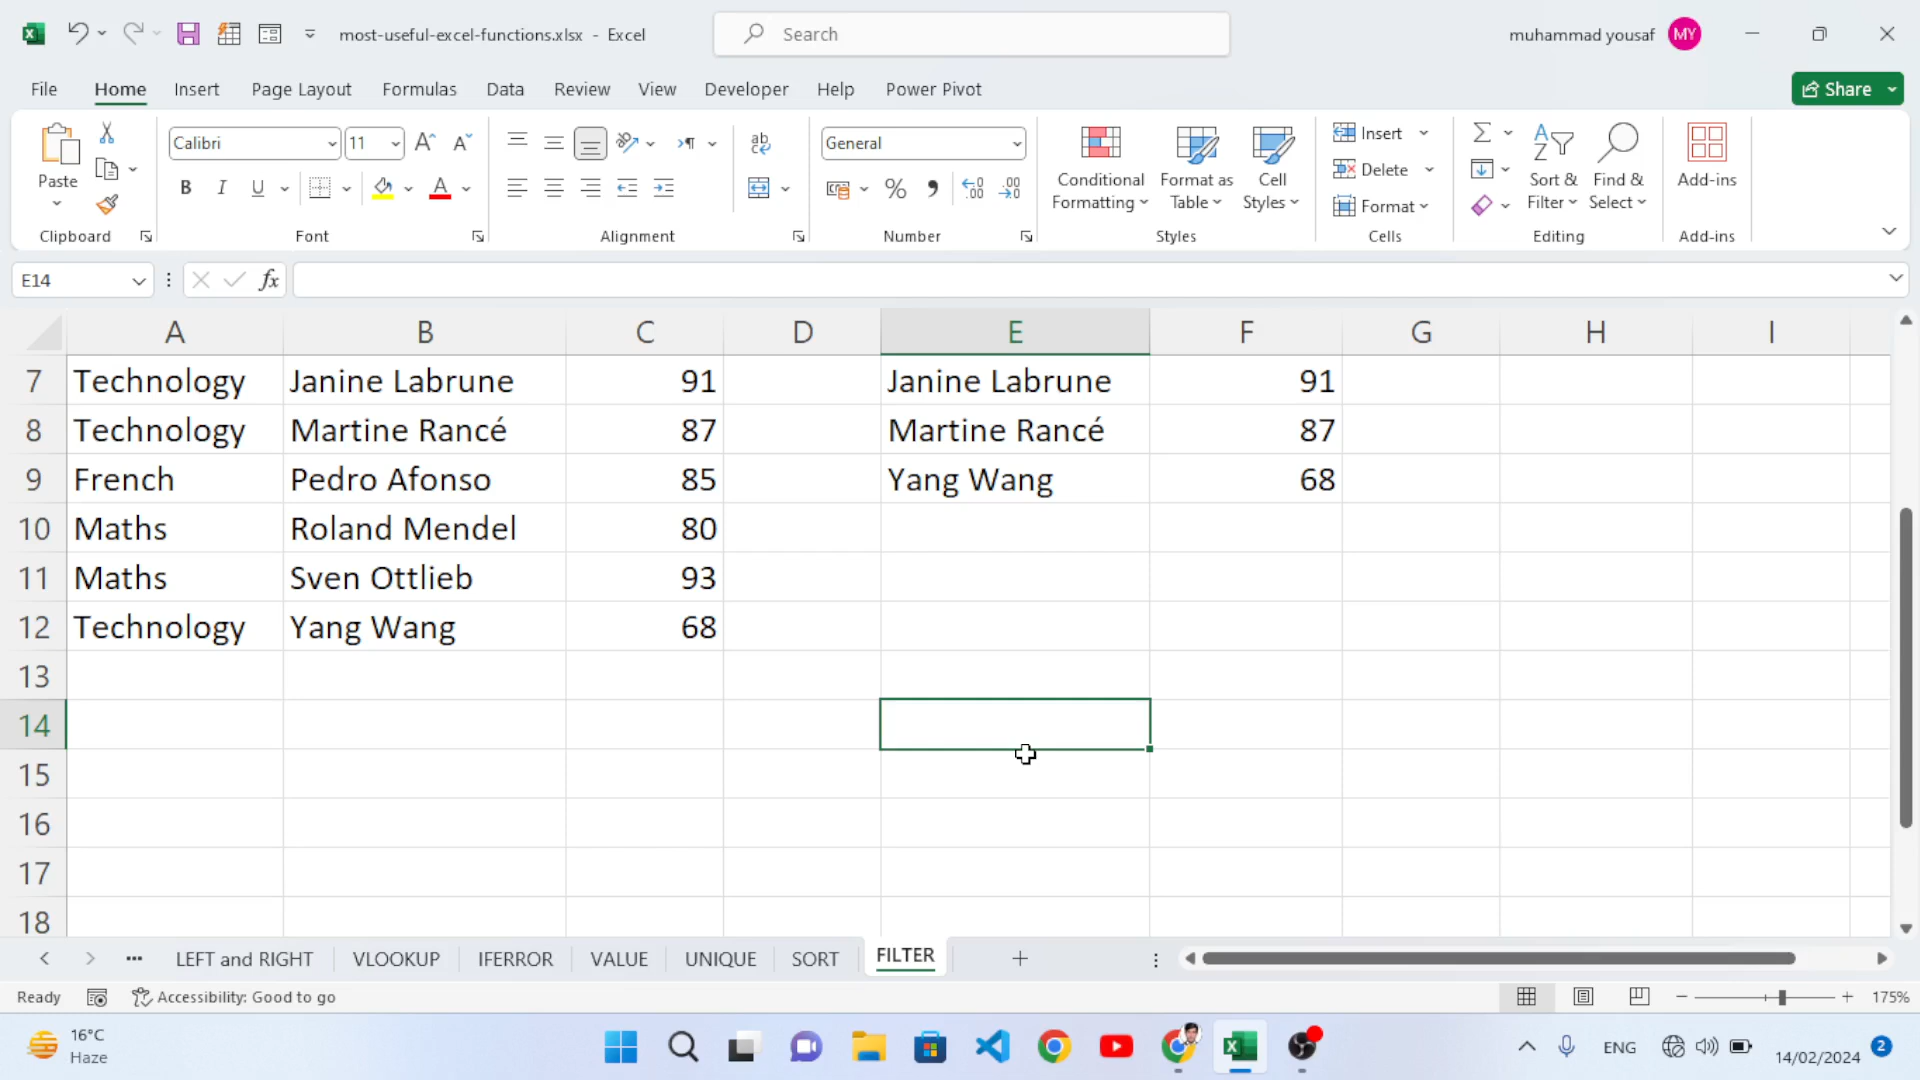 most-useful-excel-functions.xlsx - Excel
Search
muhammad yousaf MY
File Home Insert Page Layout Formulas Data Review View Developer Help Power Pivot
Share
Paste
Calibri 11
B I U
General
Conditional Formatting
Format as Table
Cell Styles
Insert
Delete
Format
Sort & Filter
Find & Select
Add-ins
Clipboard Font Alignment Number Styles Cells Editing Add-ins
E14 fx
A B C D E F G H I
7 Technology Janine Labrune 91 Janine Labrune 91
8 Technology Martine Rancé 87 Martine Rancé 87
9 French Pedro Afonso 85 Yang Wang 68
10 Maths Roland Mendel 80
11 Maths Sven Ottlieb 93
12 Technology Yang Wang 68
13
14
15
16
17
18
LEFT and RIGHT VLOOKUP IFERROR VALUE UNIQUE SORT FILTER
Ready Accessibility: Good to go 175%
16°C
Haze
ENG
14/02/2024 2